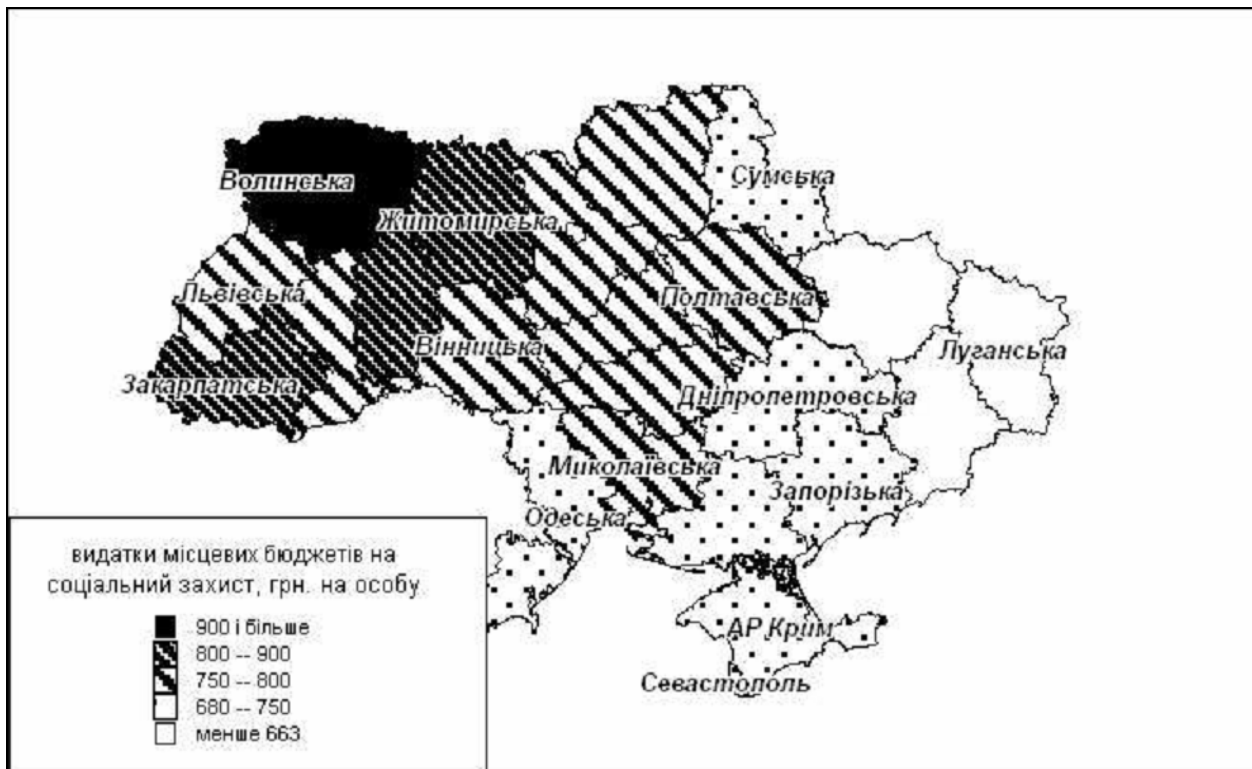 Волинська
Сумська
Житомирська
Львівська
Полтавська
Вінницька
Луганська
Закарпатська
Дніпропетровська
Миколаївська
Запорізька
Одеська
АР Крим
Севастополь
видатки місцевих бюджетів на
соціальний захист, грн. на особу
900 і більше
800 -- 900
750 -- 800
680 -- 750
менше 663